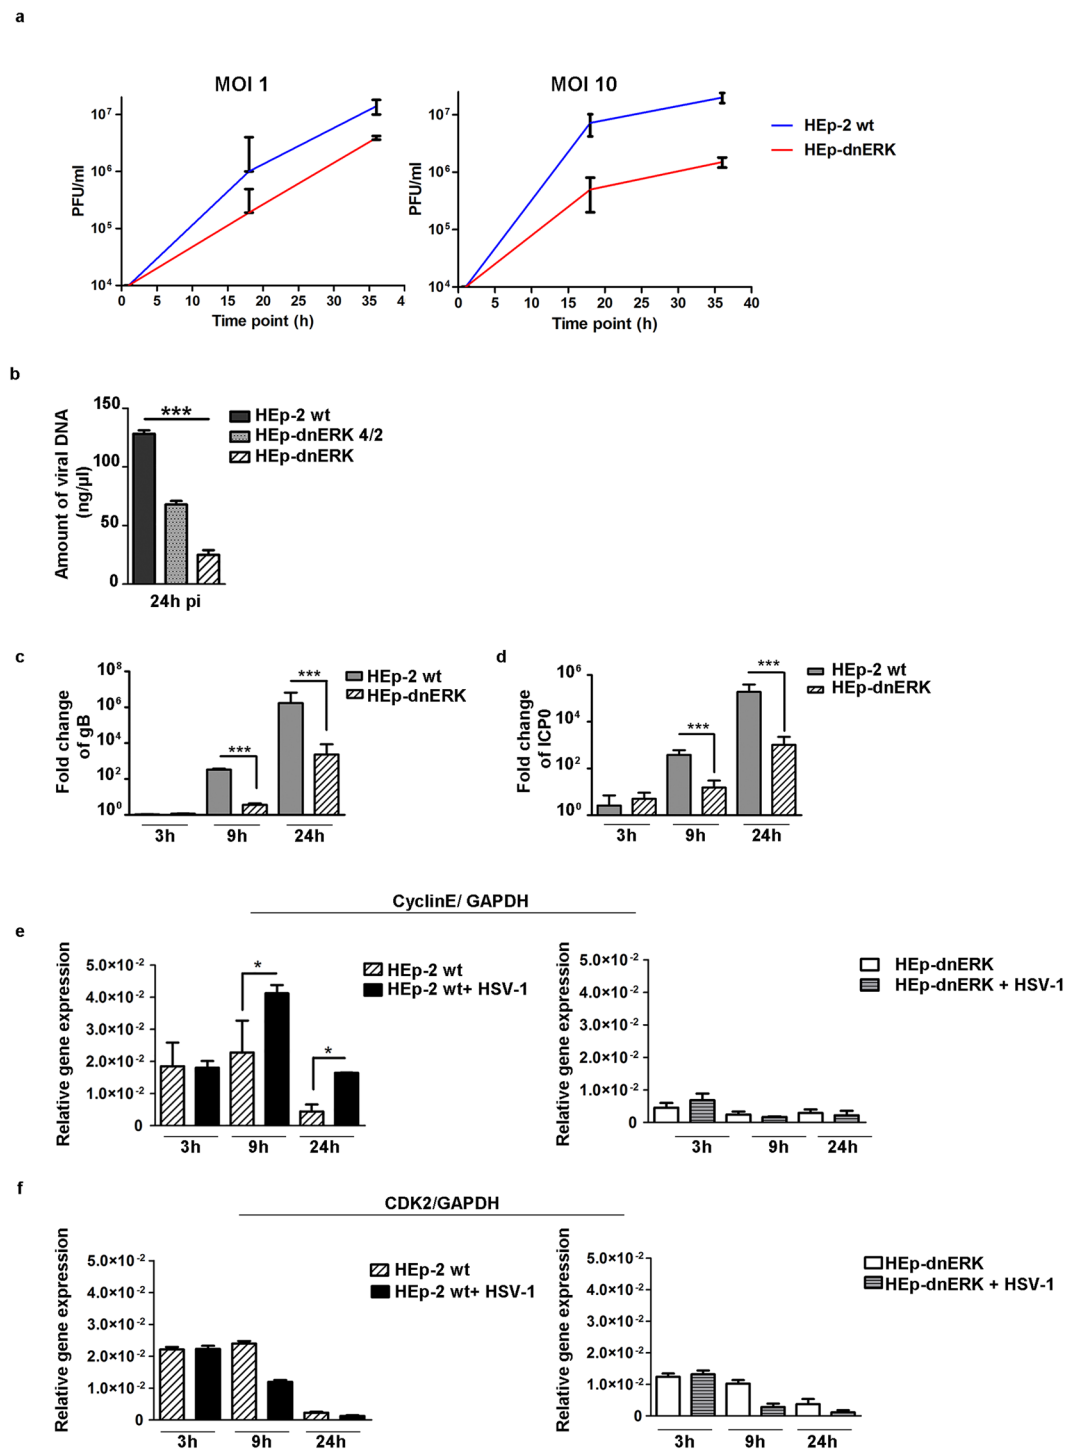 a
MOI 1
MOI 10
PFU/ml
10⁷
10⁶
10⁵
10⁴
0 5 10 15 20 25 30 35 4
Time point (h)
PFU/ml
10⁷
10⁶
10⁵
10⁴
0 5 10 15 20 25 30 35 40
Time point (h)
HEp-2 wt
HEp-dnERK
b
Amount of viral DNA
(ng/µl)
150
100
50
0
***
24h pi
HEp-2 wt
HEp-dnERK 4/2
HEp-dnERK
c
Fold change
of gB
10⁸
10⁶
10⁴
10²
10⁰
***
***
3h 9h 24h
HEp-2 wt
HEp-dnERK
d
Fold change
of ICP0
10⁶
10⁴
10²
10⁰
***
***
3h 9h 24h
HEp-2 wt
HEp-dnERK
CyclinE/ GAPDH
e
Relative gene expression
5.0×10⁻²
4.0×10⁻²
3.0×10⁻²
2.0×10⁻²
1.0×10⁻²
0
*
*
3h 9h 24h
HEp-2 wt
HEp-2 wt+ HSV-1
Relative gene expression
5.0×10⁻²
4.0×10⁻²
3.0×10⁻²
2.0×10⁻²
1.0×10⁻²
0
3h 9h 24h
HEp-dnERK
HEp-dnERK + HSV-1
f
CDK2/GAPDH
Relative gene expression
5.0×10⁻²
4.0×10⁻²
3.0×10⁻²
2.0×10⁻²
1.0×10⁻²
0
3h 9h 24h
HEp-2 wt
HEp-2 wt+ HSV-1
Relative gene expression
5.0×10⁻²
4.0×10⁻²
3.0×10⁻²
2.0×10⁻²
1.0×10⁻²
0
3h 9h 24h
HEp-dnERK
HEp-dnERK + HSV-1